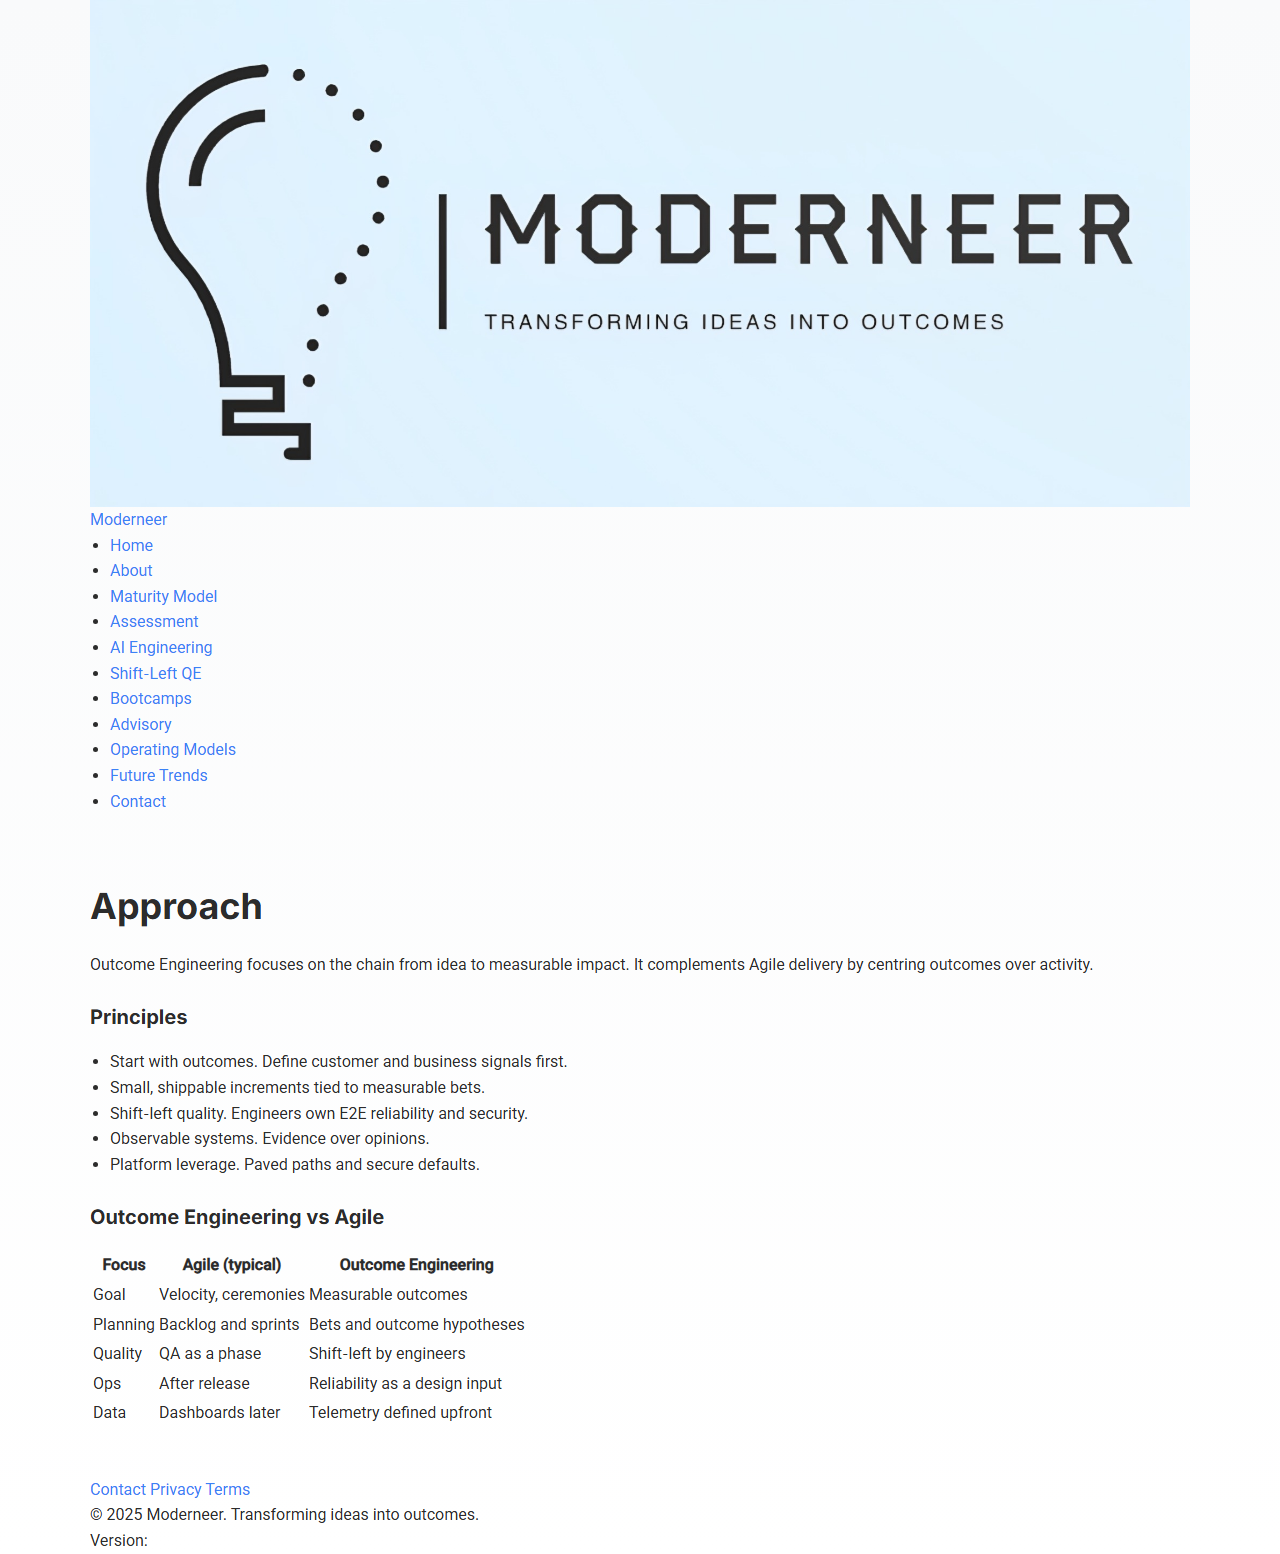 MODERNEER
TRANSFORMING IDEAS INTO OUTCOMES
Moderneer
Home
About
Maturity Model
Assessment
AI Engineering
Shift-Left QE
Bootcamps
Advisory
Operating Models
Future Trends
Contact
Approach
Outcome Engineering focuses on the chain from idea to measurable impact. It complements Agile delivery by centring outcomes over activity.
Principles
Start with outcomes. Define customer and business signals first.
Small, shippable increments tied to measurable bets.
Shift-left quality. Engineers own E2E reliability and security.
Observable systems. Evidence over opinions.
Platform leverage. Paved paths and secure defaults.
Outcome Engineering vs Agile
Focus Agile (typical) Outcome Engineering
Goal Velocity, ceremonies Measurable outcomes
Planning Backlog and sprints Bets and outcome hypotheses
Quality QA as a phase Shift-left by engineers
Ops After release Reliability as a design input
Data Dashboards later Telemetry defined upfront
Contact Privacy Terms
© 2025 Moderneer. Transforming ideas into outcomes.
Version: